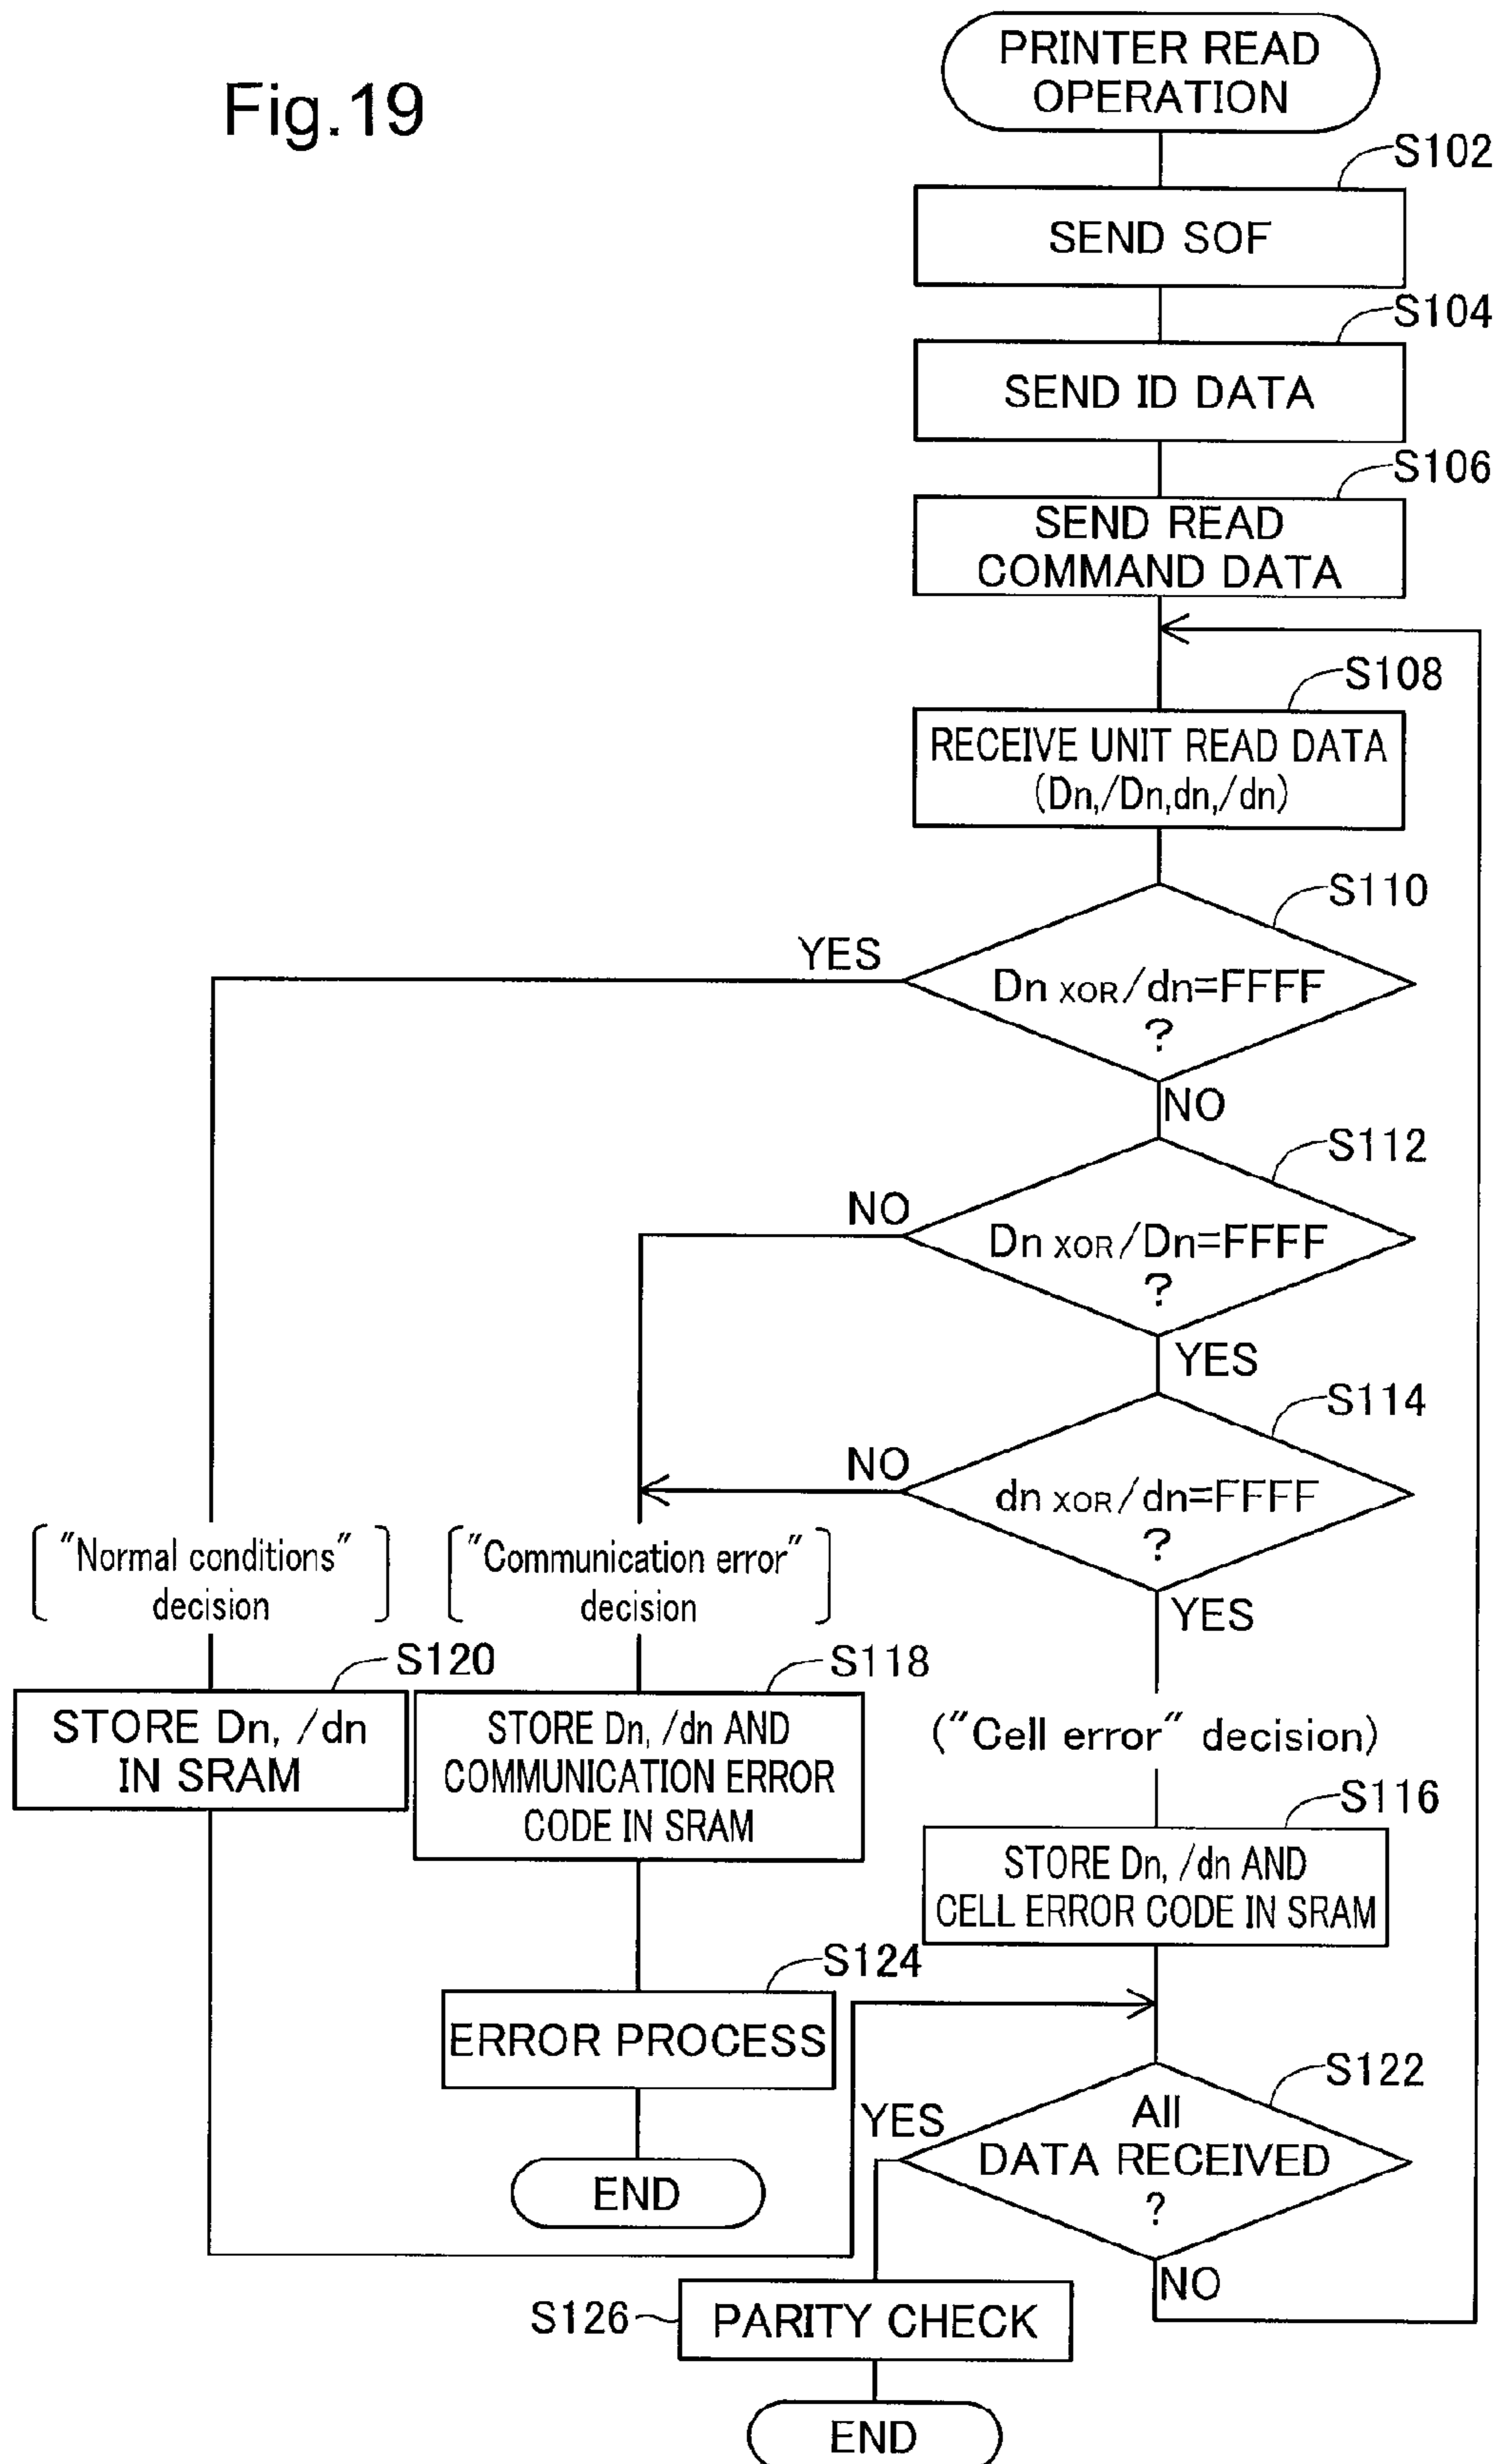 Fig.19
PRINTER READ
OPERATION
S102
SEND SOF
S104
SEND ID DATA
S106
SEND READ
COMMAND DATA
S108
RECEIVE UNIT READ DATA
(Dn,/Dn,dn,/dn)
S110
YES
Dn XOR/dn=FFFF
?
NO
S112
NO
Dn XOR/Dn=FFFF
?
YES
S114
NO
dn XOR/dn=FFFF
?
YES
"Normal conditions"
decision
"Communication error"
decision
S120
STORE Dn, /dn
IN SRAM
S118
STORE Dn, /dn AND
COMMUNICATION ERROR
CODE IN SRAM
("Cell error" decision)
S116
STORE Dn, /dn AND
CELL ERROR CODE IN SRAM
S124
ERROR PROCESS
END
S122
YES
All
DATA RECEIVED
?
NO
S126
PARITY CHECK
END